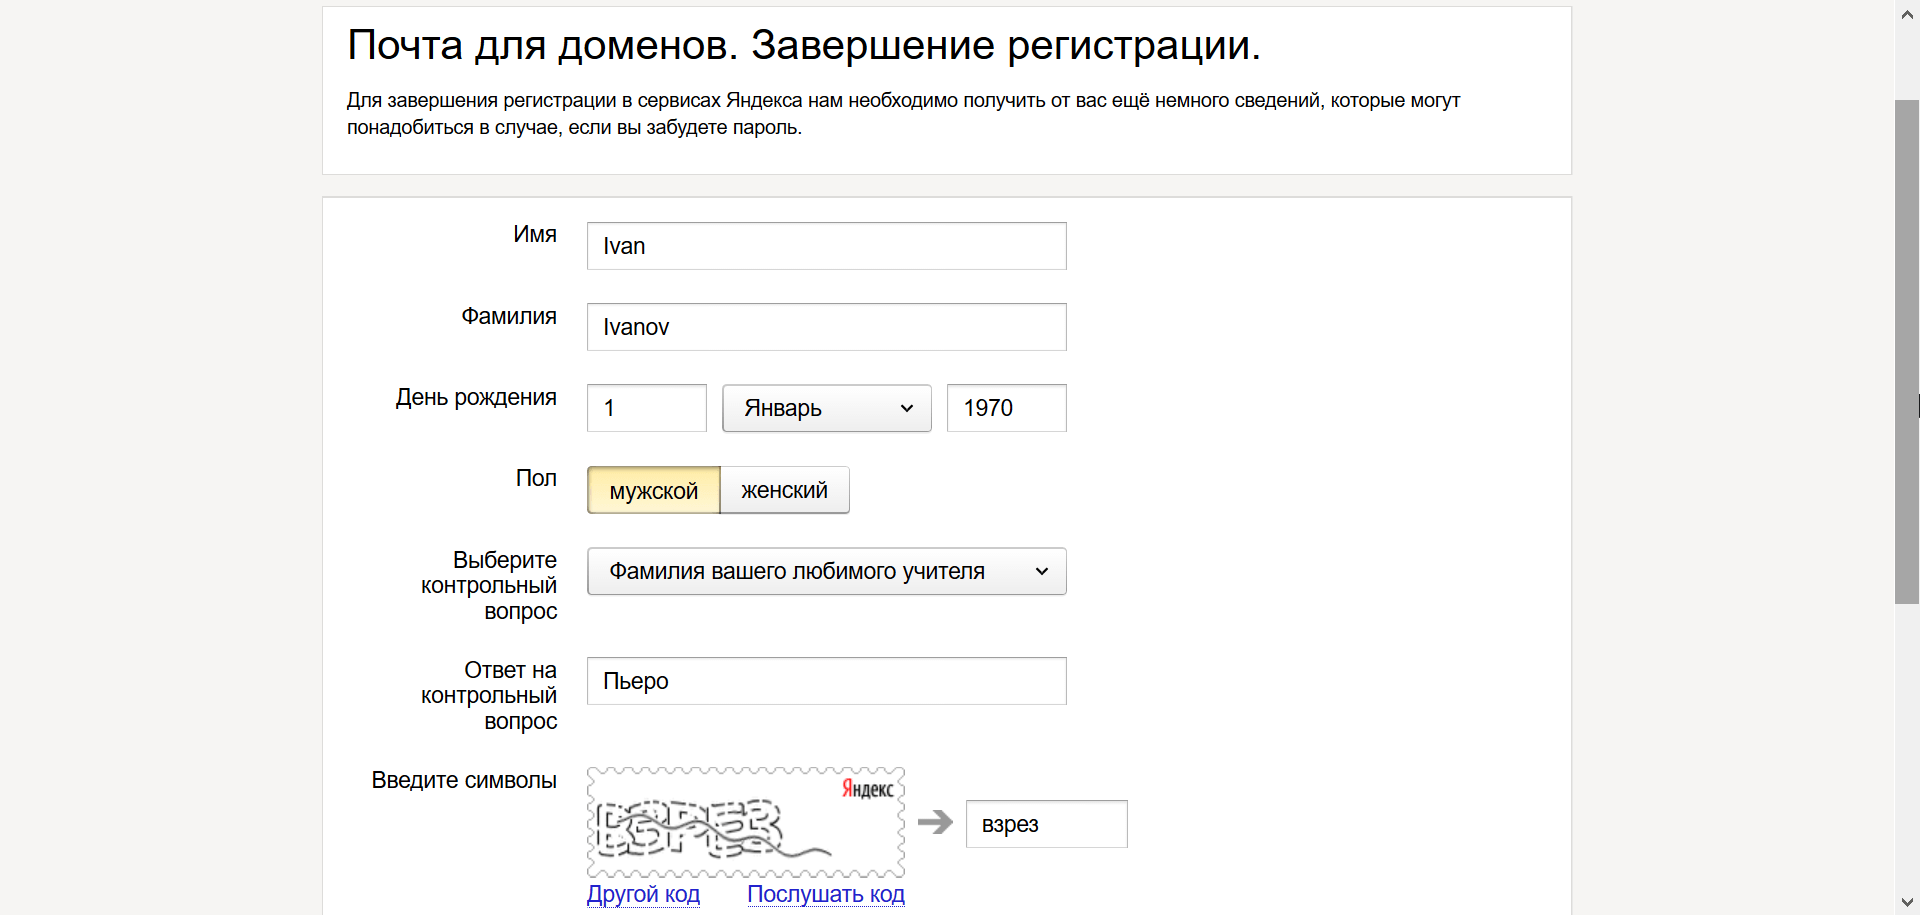 Почта для доменов. Завершение регистрации.
Для завершения регистрации в сервисах Яндекса нам необходимо получить от вас ещё немного сведений, которые могут
понадобиться в случае, если вы забудете пароль.
Имя
Ivan
Фамилия
Ivanov
День рождения
1
Январь
1970
Пол
мужской
женский
Выберите
контрольный
вопрос
Фамилия вашего любимого учителя
Ответ на
контрольный
вопрос
Пьеро
Введите символы
Яндекс
ВЗРЕЗ
взрез
Другой код
Послушать код